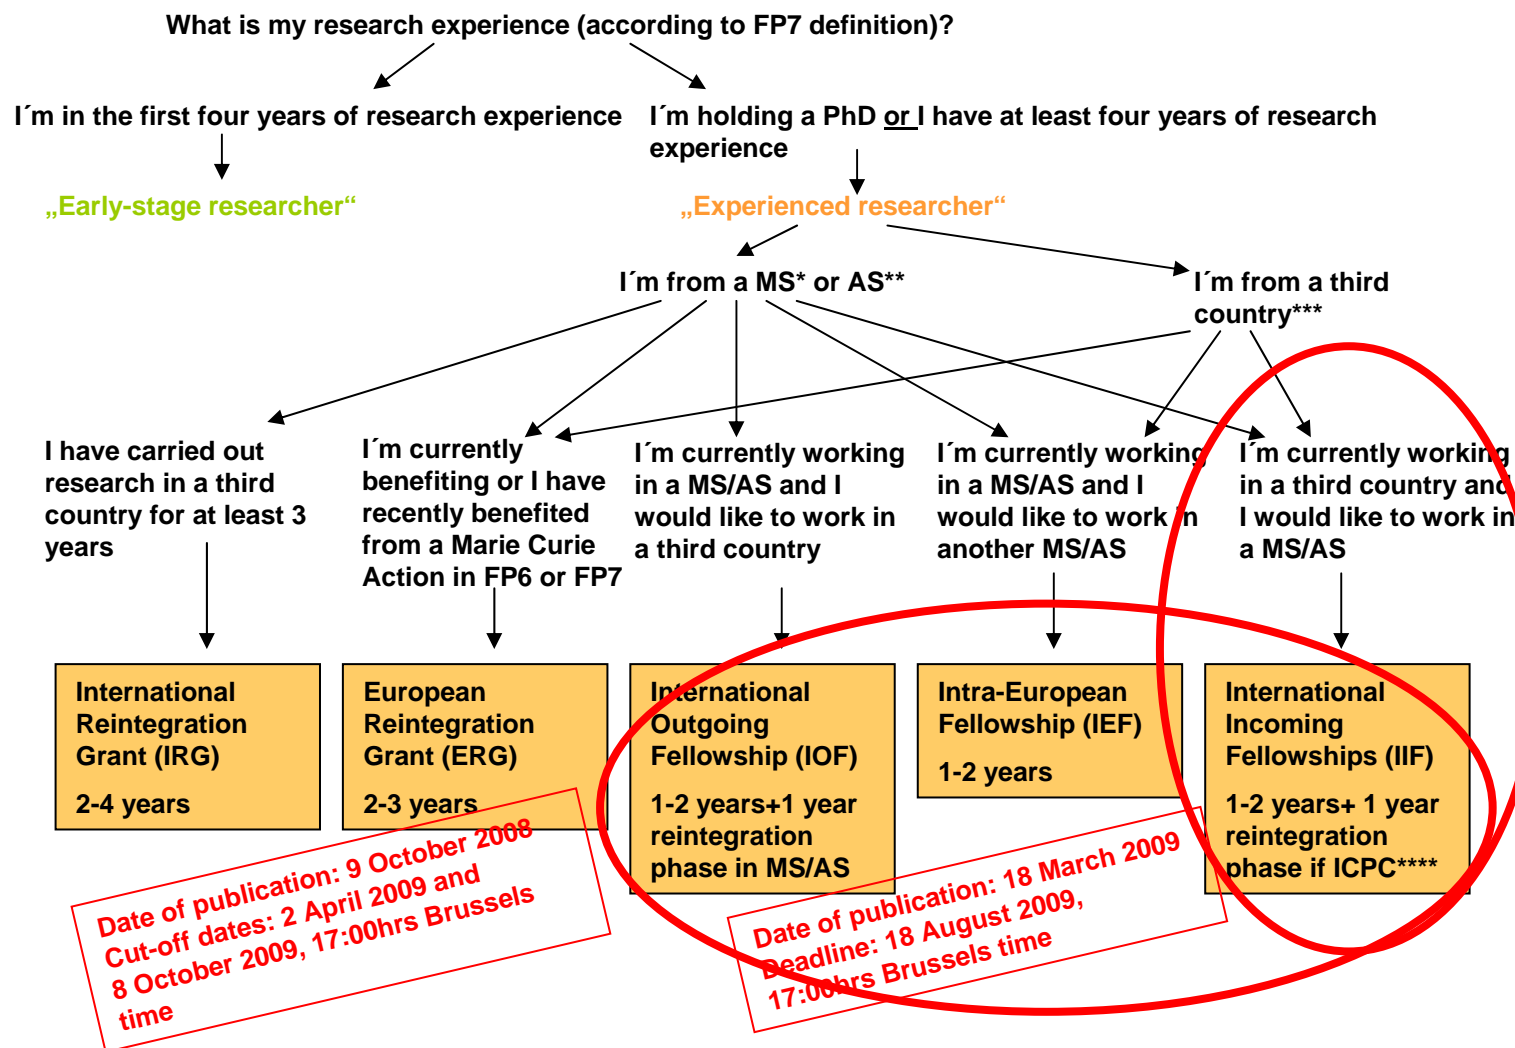 What is my research experience (according to FP7 definition)?
I´m in the first four years of research experience
I´m holding a PhD or I have at least four years of research
experience
„Early-stage researcher“
„Experienced researcher“
I´m from a MS* or AS**
I´m from a third
country***
I have carried out
research in a third
country for at least 3
years
I´m currently
benefiting or I have
recently benefited
from a Marie Curie
Action in FP6 or FP7
I´m currently working
in a MS/AS and I
would like to work in
a third country
I´m currently working
in a MS/AS and I
would like to work in
another MS/AS
I´m currently working
in a third country and
I would like to work in
a MS/AS
International
Reintegration
Grant (IRG)
2-4 years
European
Reintegration
Grant (ERG)
2-3 years
International
Outgoing
Fellowship (IOF)
1-2 years+1 year
reintegration
phase in MS/AS
Intra-European
Fellowship (IEF)
1-2 years
International
Incoming
Fellowships (IIF)
1-2 years+ 1 year
reintegration
phase if ICPC****
Date of publication: 9 October 2008
Cut-off dates: 2 April 2009 and
8 October 2009, 17:00hrs Brussels
time
Date of publication: 18 March 2009
Deadline: 18 August 2009,
17:00hrs Brussels time